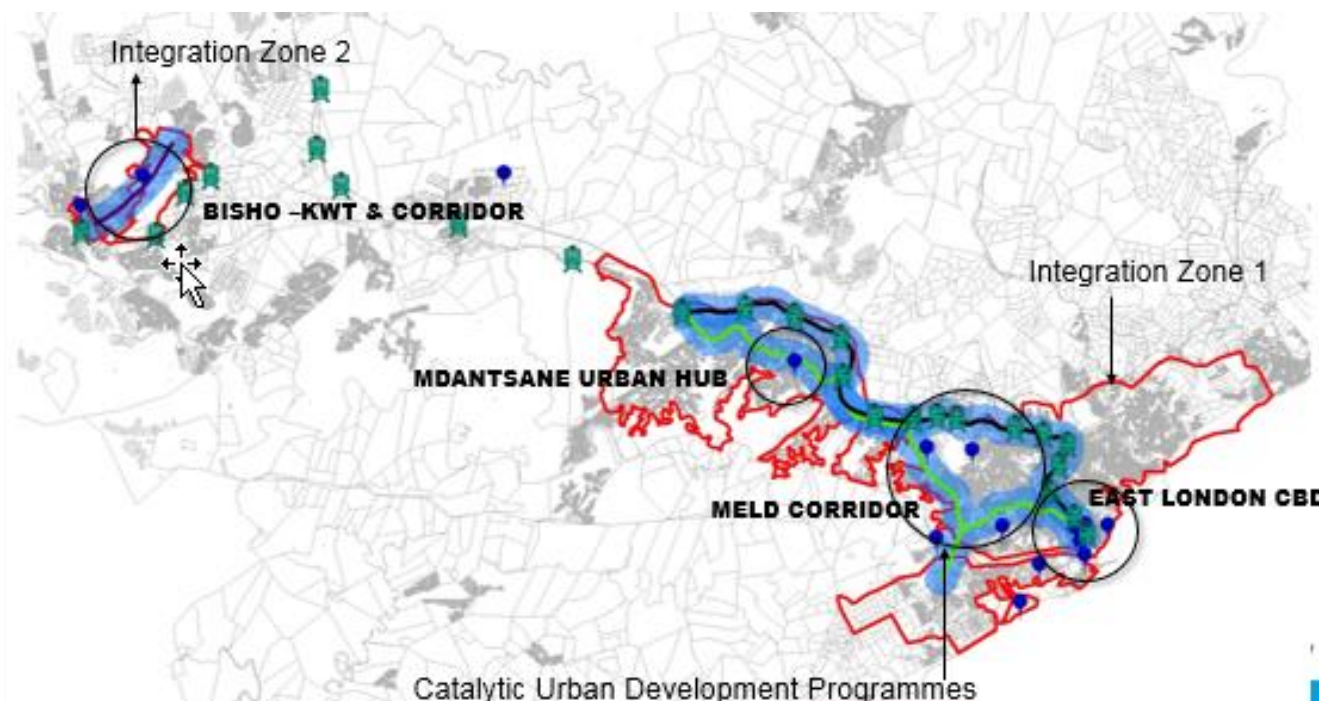 Integration Zone 2
BISHO –KWT & CORRIDOR
Integration Zone 1
MDANTSANE URBAN HUB
MELD CORRIDOR
EAST LONDON CBD
Catalytic Urban Development Programmes